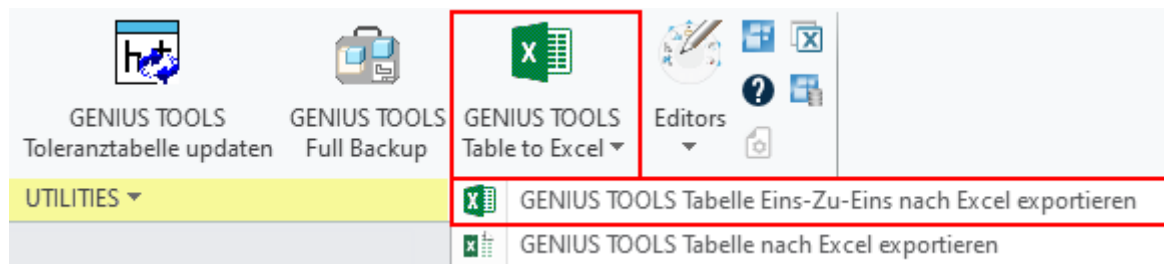 GENIUS TOOLS
Toleranztabelle updaten
GENIUS TOOLS
Full Backup
GENIUS TOOLS
Table to Excel
Editors
UTILITIES
GENIUS TOOLS Tabelle Eins-Zu-Eins nach Excel exportieren
GENIUS TOOLS Tabelle nach Excel exportieren